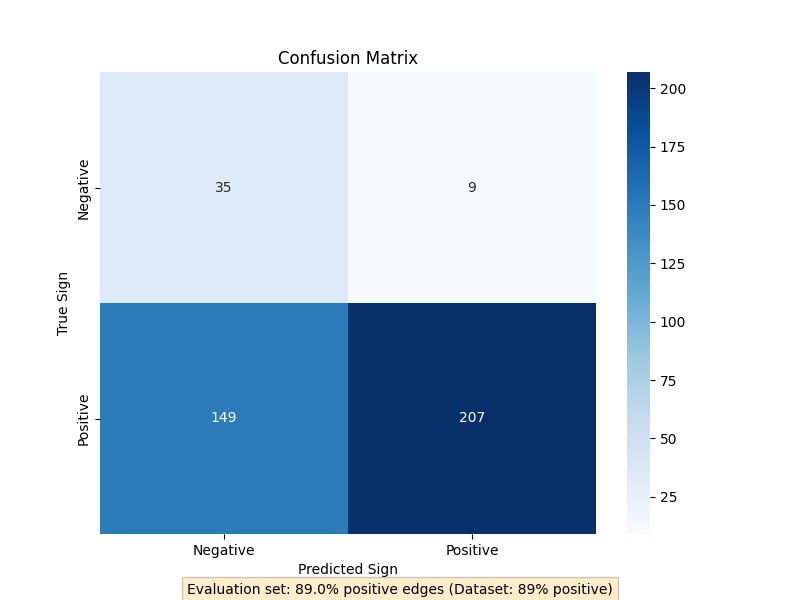 Confusion Matrix
Negative
35
9
True Sign
Positive
149
207
Negative
Positive
Predicted Sign
200
175
150
125
100
75
50
25
Evaluation set: 89.0% positive edges (Dataset: 89% positive)